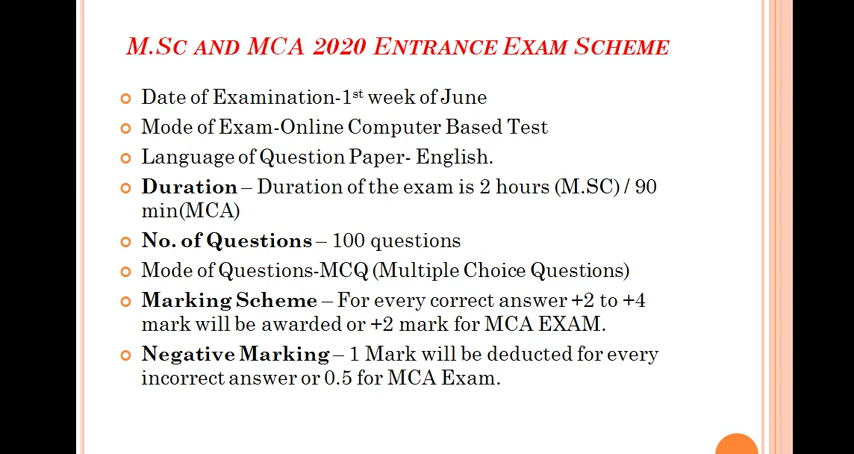 M.SC AND MCA 2020 ENTRANCE EXAM SCHEME
Date of Examination-1st week of June
Mode of Exam-Online Computer Based Test
Language of Question Paper- English.
Duration – Duration of the exam is 2 hours (M.SC) / 90
min(MCA)
No. of Questions – 100 questions
Mode of Questions-MCQ (Multiple Choice Questions)
Marking Scheme – For every correct answer +2 to +4
mark will be awarded or +2 mark for MCA EXAM.
Negative Marking – 1 Mark will be deducted for every
incorrect answer or 0.5 for MCA Exam.